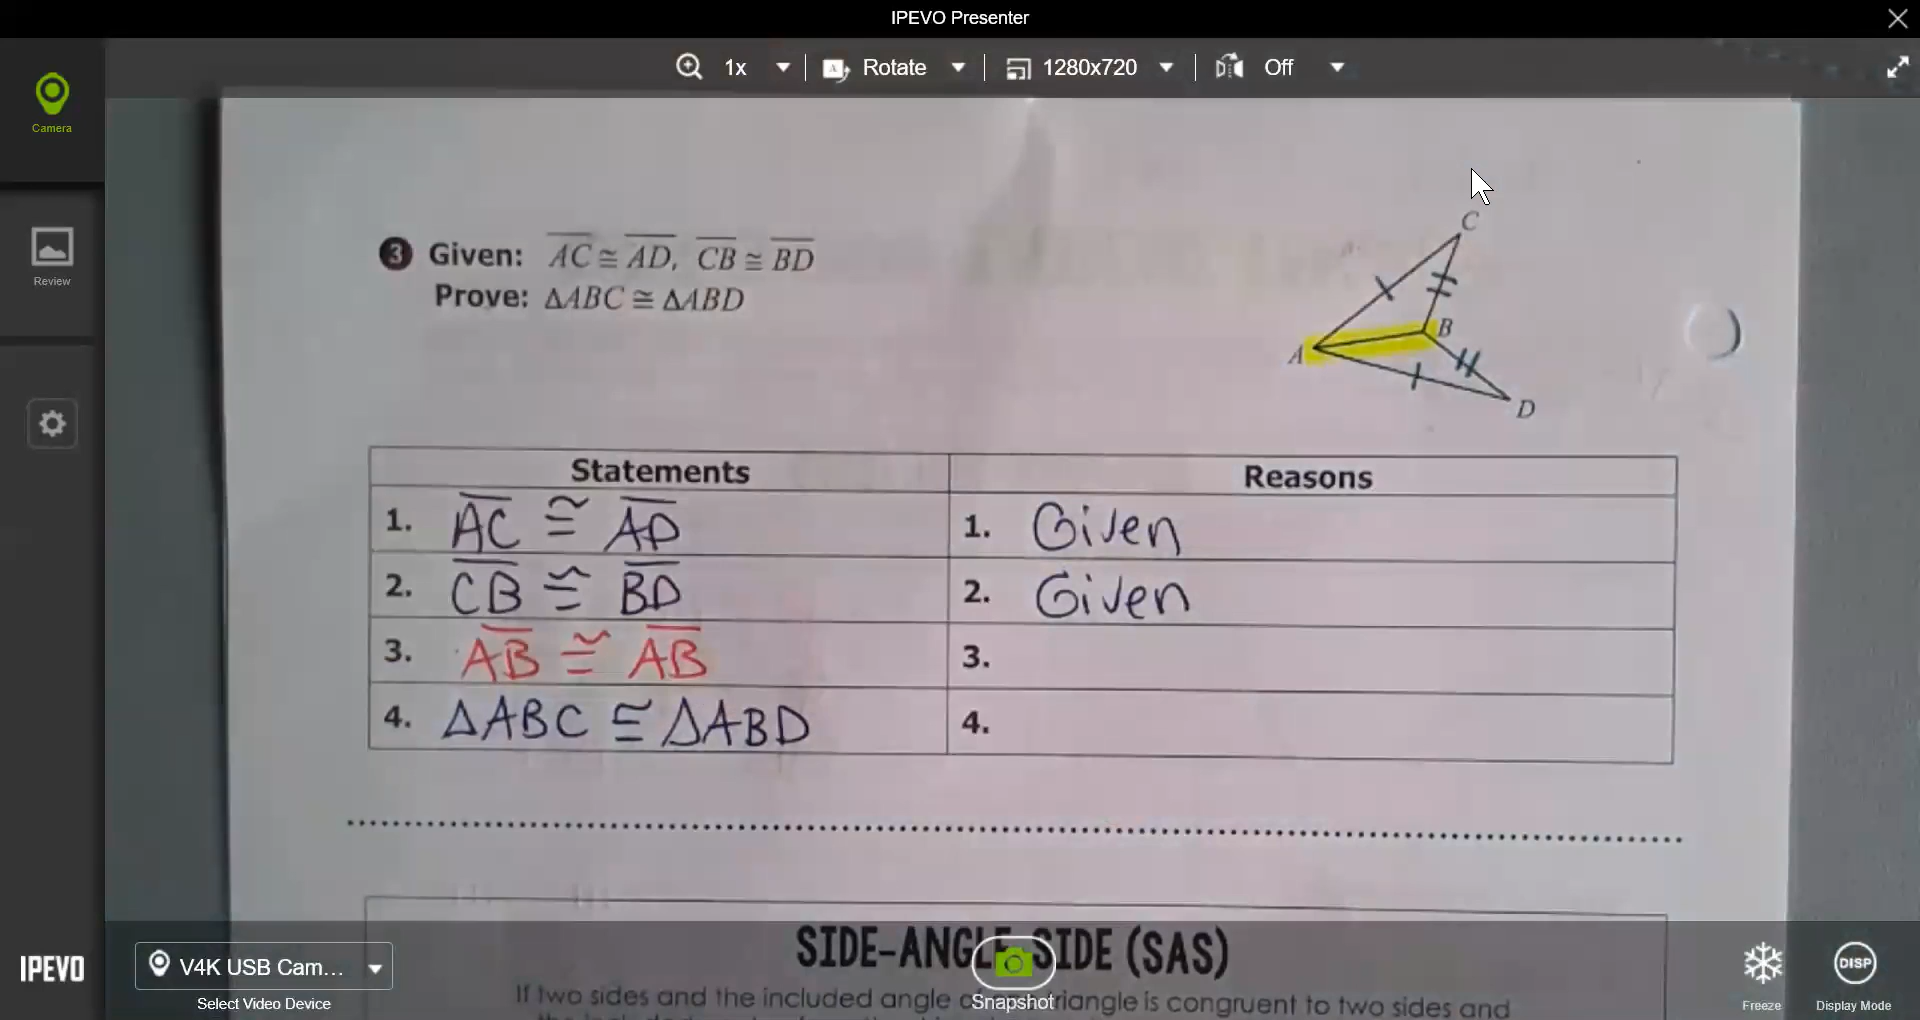 IPEVO Presenter
1x Rotate 1280x720 Off
Camera
Review
C
3 Given: AC ≅ AD, CB ≅ BD
Prove: ΔABC ≅ ΔABD
B
A
D
Statements Reasons
1. AC ≅ AD 1. Given
2. CB ≅ BD 2. Given
3. AB ≅ AB 3.
4. ΔABC ≅ ΔABD 4.
SIDE-ANGLE-SIDE (SAS)
If two sides and the included angle of triangle is congruent to two sides and
IPEVO
V4K USB Cam...
Select Video Device
Snapshot
Freeze
DISP
Display Mode